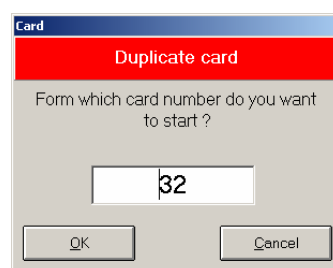 Card
Duplicate card
Form which card number do you want
to start ?
32
OK
Cancel